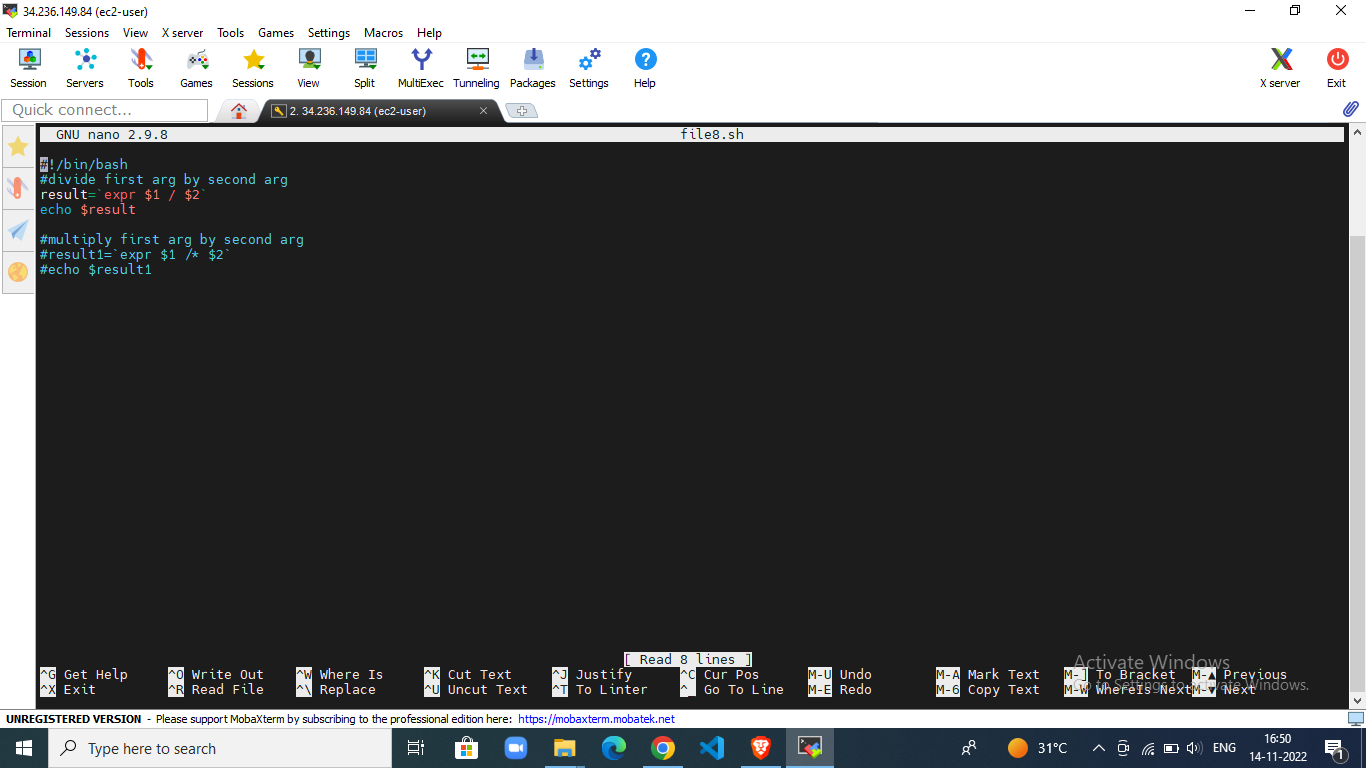 34.236.149.84 (ec2-user)
Terminal Sessions View X server Tools Games Settings Macros Help
Session Servers Tools Games Sessions View Split MultiExec Tunneling Packages Settings Help X server Exit
Quick connect...
2. 34.236.149.84 (ec2-user)
GNU nano 2.9.8 file8.sh
#!/bin/bash
#divide first arg by second arg
result=`expr $1 / $2`
echo $result
#multiply first arg by second arg
#result1=`expr $1 /* $2`
#echo $result1
[ Read 8 lines ]
^G Get Help ^O Write Out ^W Where Is ^K Cut Text ^J Justify ^C Cur Pos M-U Undo M-A Mark Text M-] To Bracket M-▲ Previous
^X Exit ^R Read File ^\ Replace ^U Uncut Text ^T To Linter ^_ Go To Line M-E Redo M-6 Copy Text M-W WhereIs Next M-▼ Next
Activate Windows
Go to Settings to activate Windows.
UNREGISTERED VERSION - Please support MobaXterm by subscribing to the professional edition here: https://mobaxterm.mobatek.net
Type here to search
31°C
ENG
16:50
14-11-2022
1